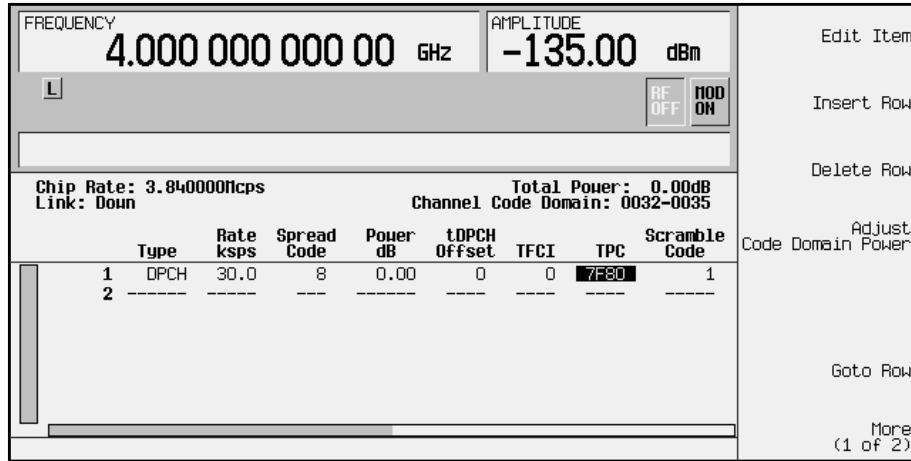 FREQUENCY
4.000 000 000 00 GHz
AMPLITUDE
-135.00 dBm
L
RF OFF
MOD ON
Chip Rate: 3.840000Mcps
Total Power: 0.00dB
Link: Down
Channel Code Domain: 0032-0035
Type Rate ksps Spread Code Power dB tDPCH Offset TFCI TPC Scramble Code
1 DPCH 30.0 8 0.00 0 0 7F80 1
2 ------ ----- --- ------ ---- ---- ---- -----
Edit Item
Insert Row
Delete Row
Adjust
Code Domain Power
Goto Row
More
(1 of 2)